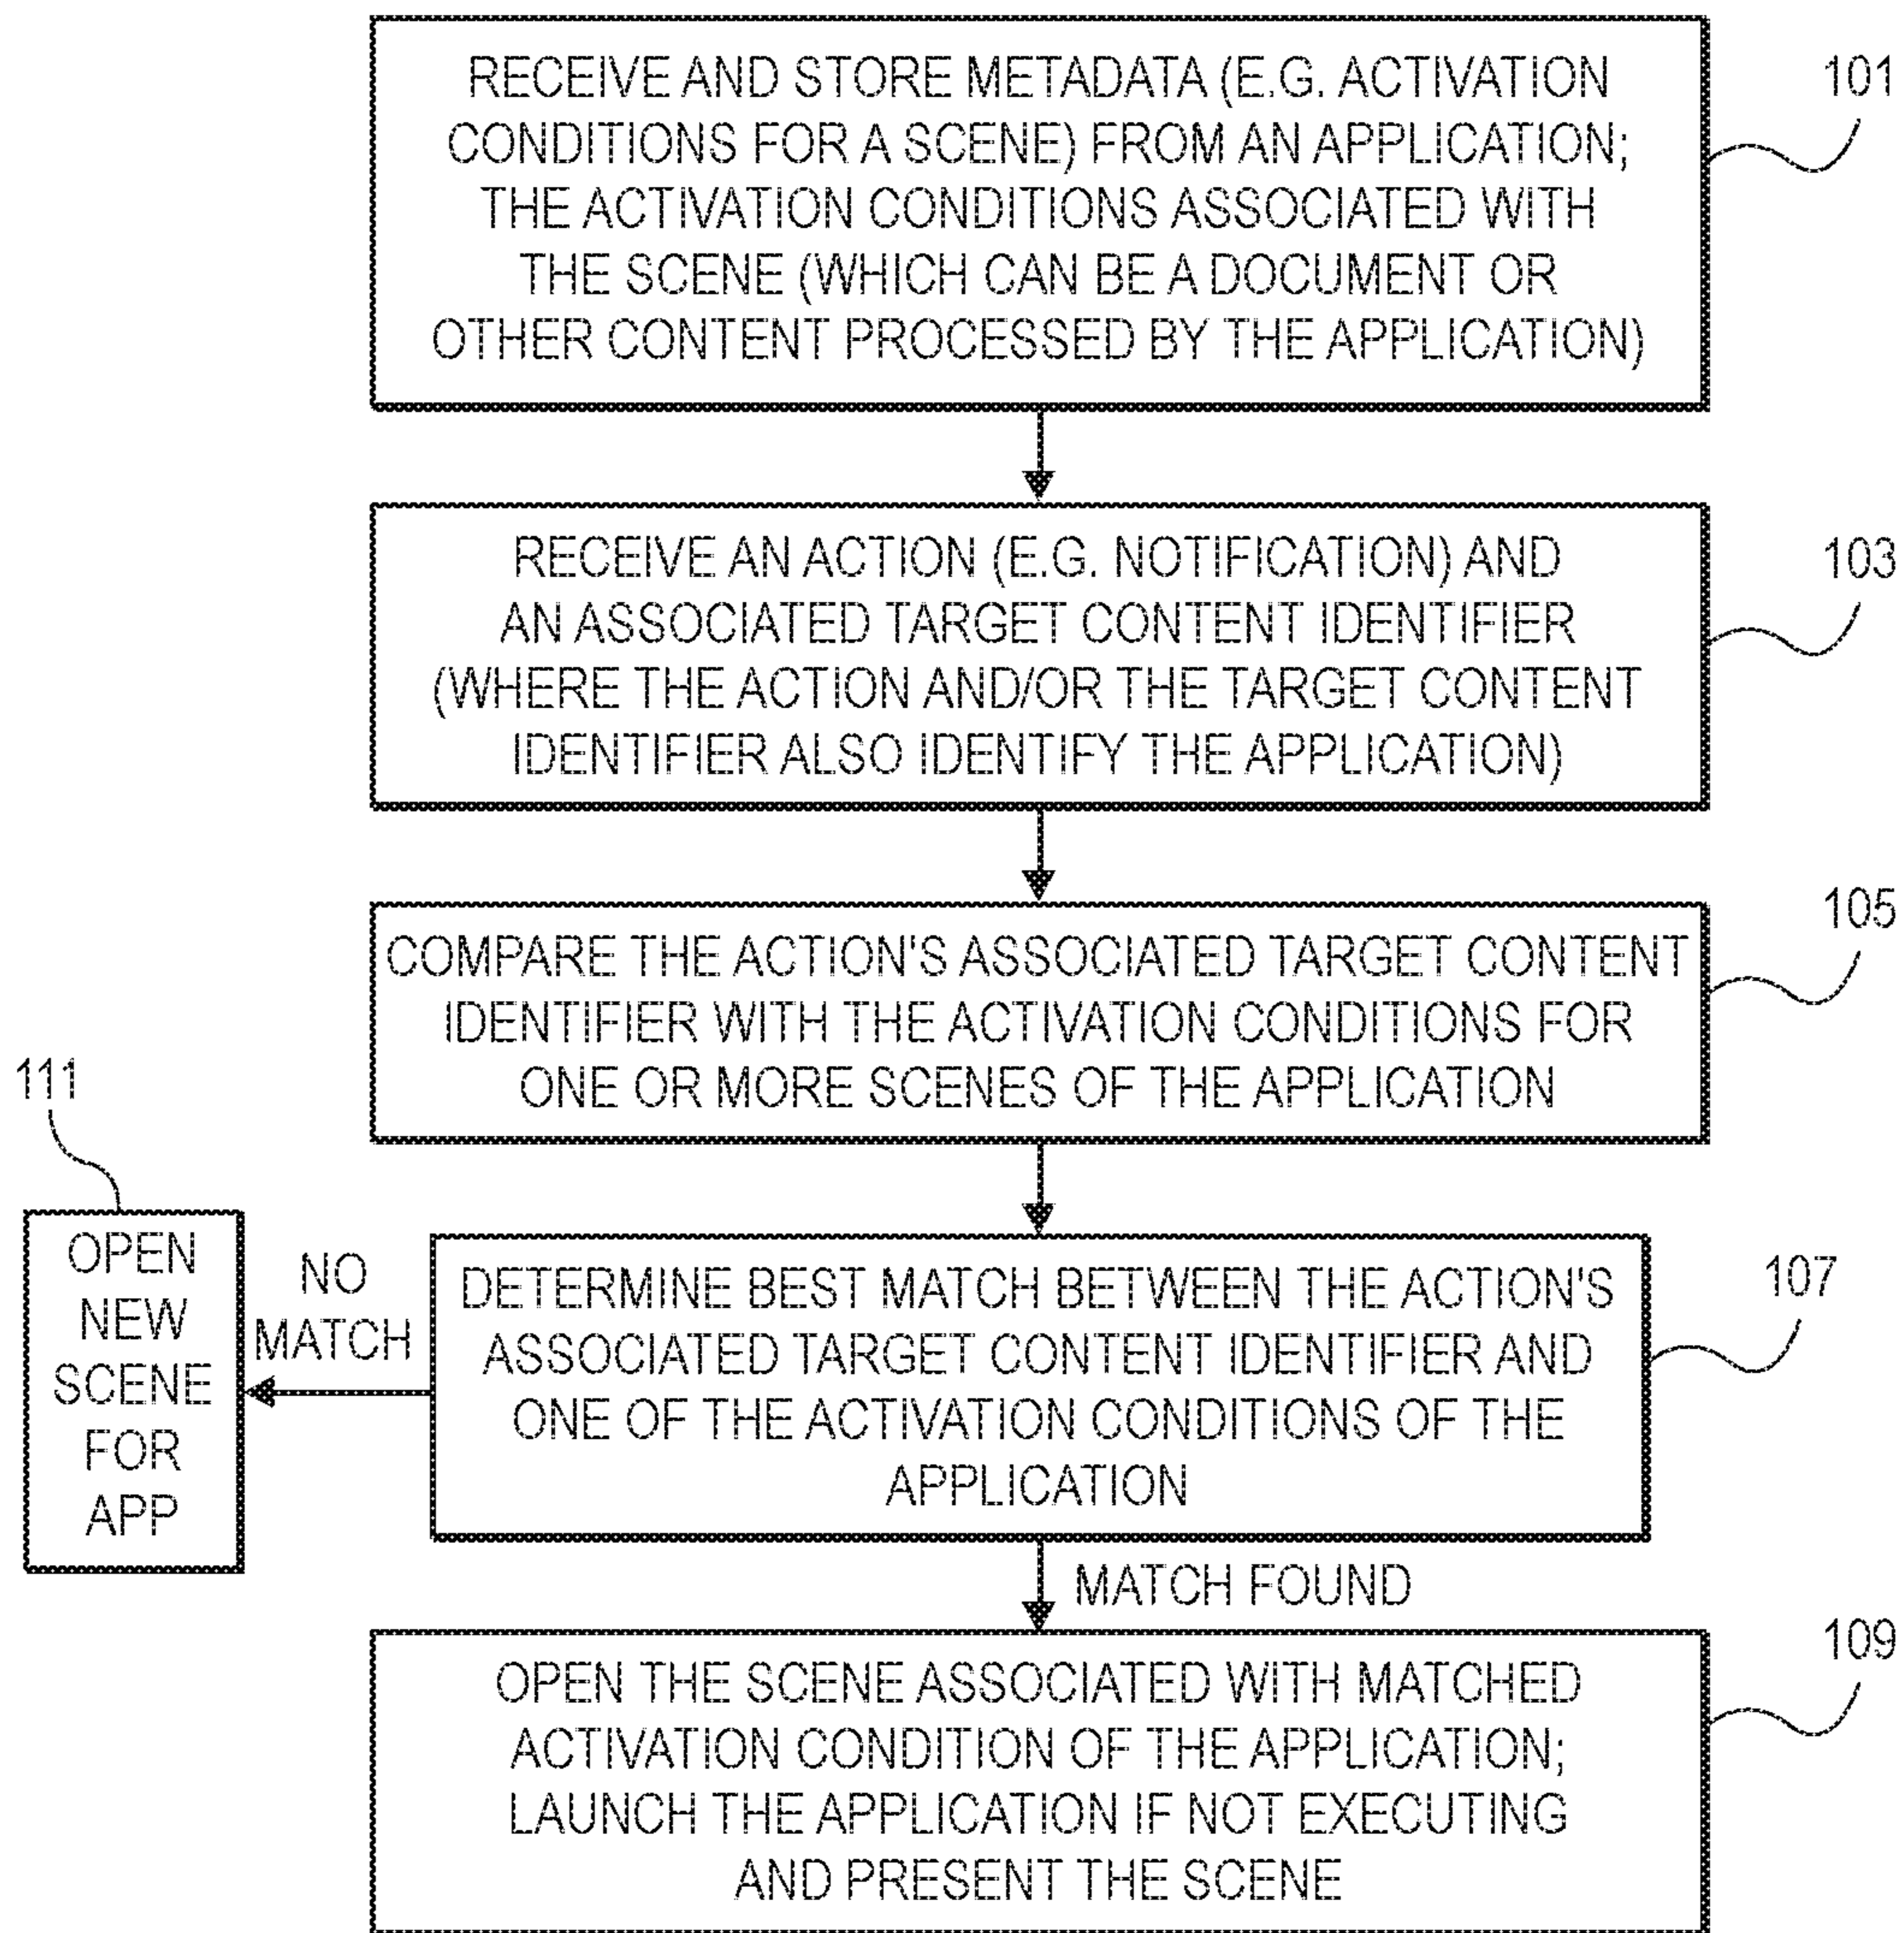 RECEIVE AND STORE METADATA (E.G. ACTIVATION
CONDITIONS FOR A SCENE) FROM AN APPLICATION;
THE ACTIVATION CONDITIONS ASSOCIATED WITH
THE SCENE (WHICH CAN BE A DOCUMENT OR
OTHER CONTENT PROCESSED BY THE APPLICATION)
101
RECEIVE AN ACTION (E.G. NOTIFICATION) AND
AN ASSOCIATED TARGET CONTENT IDENTIFIER
(WHERE THE ACTION AND/OR THE TARGET CONTENT
IDENTIFIER ALSO IDENTIFY THE APPLICATION)
103
COMPARE THE ACTION'S ASSOCIATED TARGET CONTENT
IDENTIFIER WITH THE ACTIVATION CONDITIONS FOR
ONE OR MORE SCENES OF THE APPLICATION
105
111
OPEN
NEW
SCENE
FOR
APP
NO
MATCH
DETERMINE BEST MATCH BETWEEN THE ACTION'S
ASSOCIATED TARGET CONTENT IDENTIFIER AND
ONE OF THE ACTIVATION CONDITIONS OF THE
APPLICATION
107
MATCH FOUND
OPEN THE SCENE ASSOCIATED WITH MATCHED
ACTIVATION CONDITION OF THE APPLICATION;
LAUNCH THE APPLICATION IF NOT EXECUTING
AND PRESENT THE SCENE
109